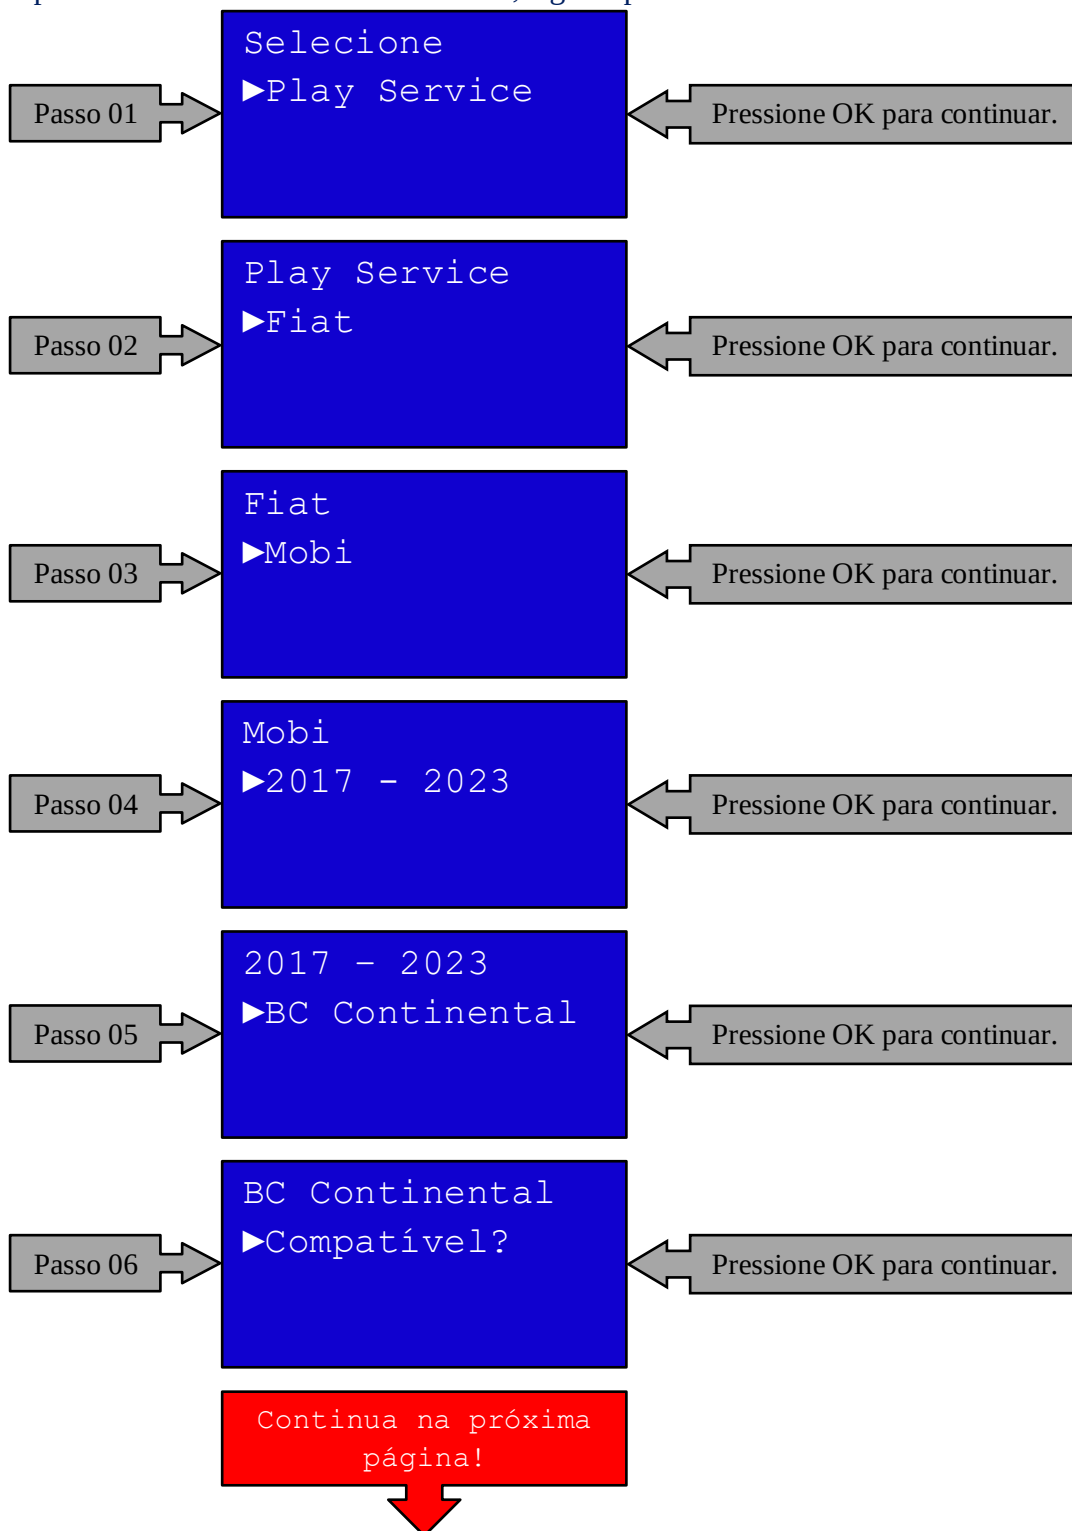 Selecione
►Play Service
Passo 01
Pressione OK para continuar.
Play Service
►Fiat
Passo 02
Pressione OK para continuar.
Fiat
►Mobi
Passo 03
Pressione OK para continuar.
Mobi
►2017 - 2023
Passo 04
Pressione OK para continuar.
2017 – 2023
►BC Continental
Passo 05
Pressione OK para continuar.
BC Continental
►Compatível?
Passo 06
Pressione OK para continuar.
Continua na próxima
página!